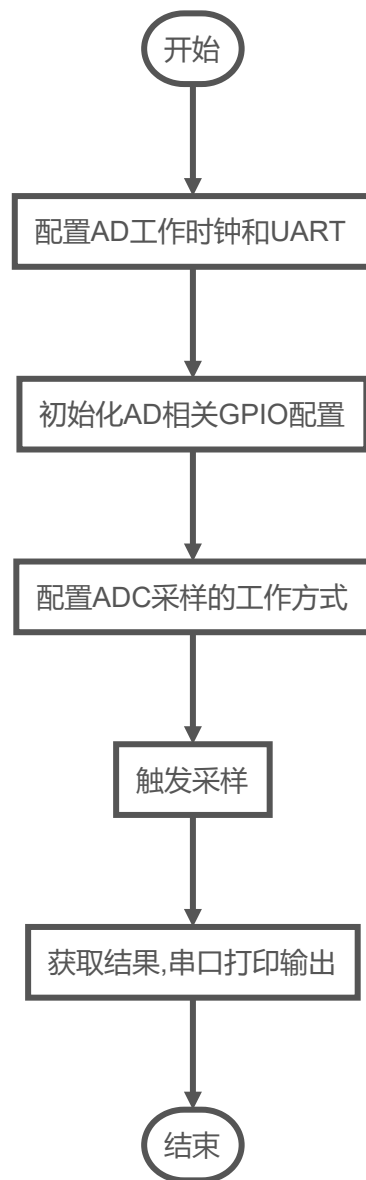 开始
配置AD工作时钟和UART
初始化AD相关GPIO配置
配置ADC采样的工作方式
触发采样
获取结果,串口打印输出
结束